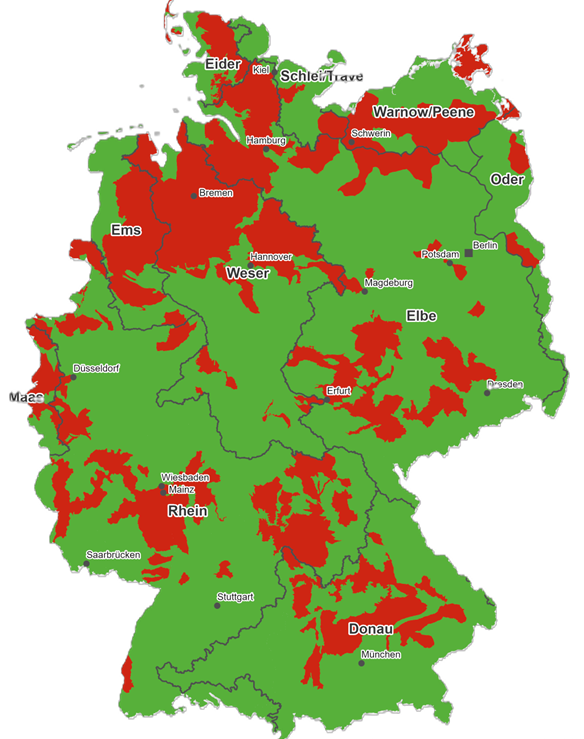 Eider
Kiel
Schlei/Trave
Warnow/Peene
Schwerin
Hamburg
Oder
Bremen
Ems
Berlin
Potsdam
Hannover
Weser
Magdeburg
Elbe
Düsseldorf
Dresden
Erfurt
Maas
Wiesbaden
Mainz
Rhein
Saarbrücken
Stuttgart
Donau
München